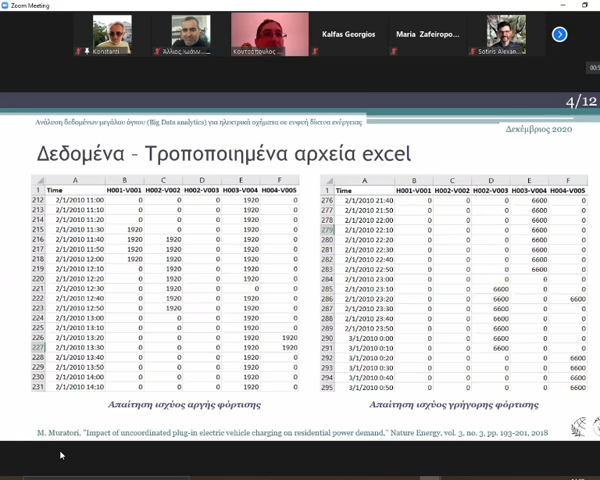 Zoom Meeting
Konstanti
Άλλιος Ιωάνν
Κουτσόπουλος
Kalfas Georgios
Maria Zafeiropo..
Sotiris Alexan
4/12
Ανάλυση δεδομένων μεγάλου όγκου (Big Data analytics) για ηλεκτρικά οχήματα σε ευφυή δίκτυα ενέργειας
Δεκέμβριος 2020
Δεδομένα – Τροποποιημένα αρχεία excel
A B C D E F
1 Time H001-V001 H002-V002 H002-V003 H003-V004 H004-V005
212 2/1/2010 11:00 0 0 0 1920 0
213 2/1/2010 11:10 0 0 0 1920 0
214 2/1/2010 11:20 0 0 0 1920 0
215 2/1/2010 11:30 1920 0 0 1920 0
216 2/1/2010 11:40 1920 1920 0 1920 0
217 2/1/2010 11:50 1920 1920 0 1920 0
218 2/1/2010 12:00 1920 1920 0 1920 0
219 2/1/2010 12:10 0 1920 0 1920 0
220 2/1/2010 12:20 0 1920 0 1920 0
221 2/1/2010 12:30 0 1920 0 0 0
222 2/1/2010 12:40 0 1920 0 1920 0
223 2/1/2010 12:50 0 1920 0 1920 0
224 2/1/2010 13:00 0 0 0 1920 0
225 2/1/2010 13:10 0 0 0 1920 0
226 2/1/2010 13:20 0 0 0 1920 1920
227 2/1/2010 13:30 0 0 0 1920 1920
228 2/1/2010 13:40 0 0 0 1920 0
229 2/1/2010 13:50 0 0 0 1920 0
230 2/1/2010 14:00 0 0 0 1920 0
231 2/1/2010 14:10 0 0 0 1920 0
Απαίτηση ισχύος αργής φόρτισης
A B C D E F
1 Time H001-V001 H002-V002 H002-V003 H003-V004 H004-V005
276 2/1/2010 21:40 0 0 0 6600 0
277 2/1/2010 21:50 0 0 0 6600 0
278 2/1/2010 22:00 0 0 0 6600 0
279 2/1/2010 22:10 0 0 0 6600 0
280 2/1/2010 22:20 0 0 0 6600 0
281 2/1/2010 22:30 0 0 0 6600 0
282 2/1/2010 22:40 0 0 0 6600 0
283 2/1/2010 22:50 0 0 0 6600 0
284 2/1/2010 23:00 0 0 0 0 0
285 2/1/2010 23:10 0 0 6600 0 0
286 2/1/2010 23:20 0 0 6600 0 6600
287 2/1/2010 23:30 0 0 6600 0 0
288 2/1/2010 23:40 0 0 6600 0 0
289 2/1/2010 23:50 0 0 6600 0 0
290 3/1/2010 0:00 0 0 6600 0 0
291 3/1/2010 0:10 0 0 6600 0 0
292 3/1/2010 0:20 0 0 0 0 6600
293 3/1/2010 0:30 0 0 0 0 6600
294 3/1/2010 0:40 0 0 0 0 6600
295 3/1/2010 0:50 0 0 0 0 6600
Απαίτηση ισχύος γρήγορης φόρτισης
M. Muratori, "Impact of uncoordinated plug-in electric vehicle charging on residential power demand," Nature Energy, vol. 3, no. 3, pp. 193-201, 2018